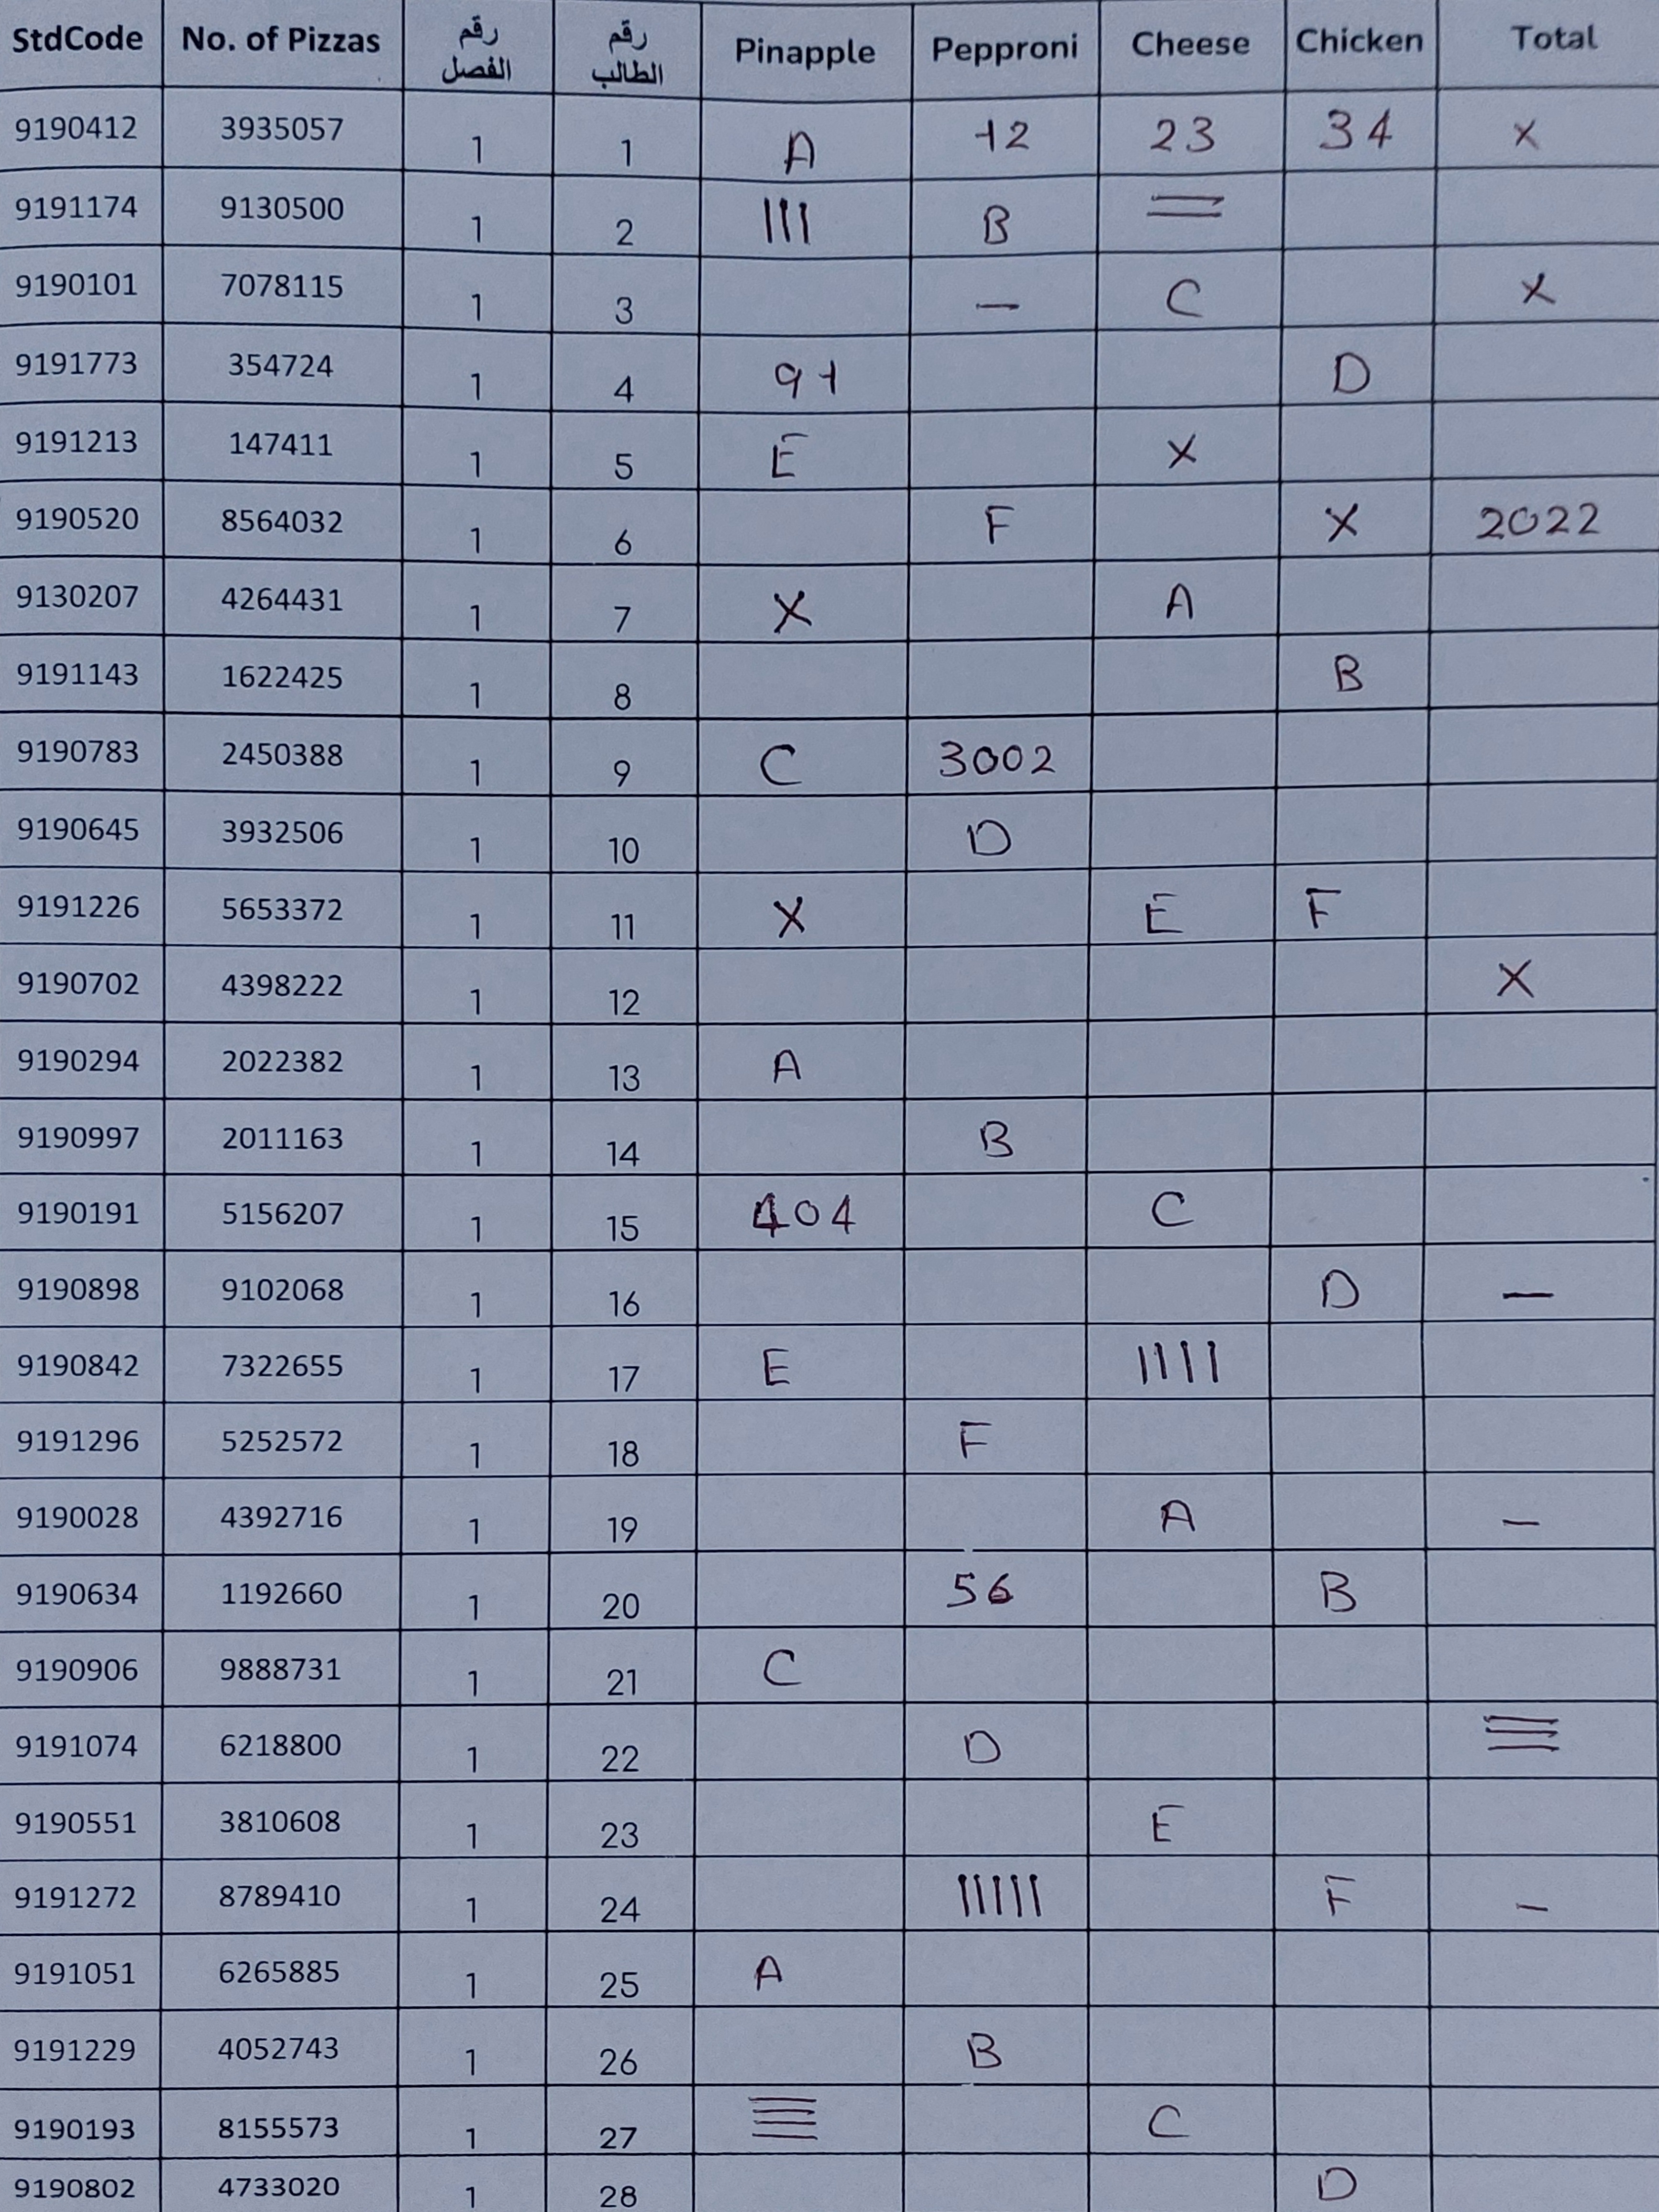 StdCode No. of Pizzas رقم الفصل رقم الطالب Pinapple Pepproni Cheese Chicken Total
9190412 3935057 1 1 A 12 23 34 X
9191174 9130500 1 2 ||| B =
9190101 7078115 1 3 — C X
9191773 354724 1 4 91 D
9191213 147411 1 5 E X
9190520 8564032 1 6 F X 2022
9130207 4264431 1 7 X A
9191143 1622425 1 8 B
9190783 2450388 1 9 C 3002
9190645 3932506 1 10 D
9191226 5653372 1 11 X E F
9190702 4398222 1 12 X
9190294 2022382 1 13 A
9190997 2011163 1 14 B
9190191 5156207 1 15 404 C
9190898 9102068 1 16 D —
9190842 7322655 1 17 E ||||
9191296 5252572 1 18 F
9190028 4392716 1 19 A —
9190634 1192660 1 20 56 B
9190906 9888731 1 21 C
9191074 6218800 1 22 D ≡
9190551 3810608 1 23 E
9191272 8789410 1 24 ||||| F —
9191051 6265885 1 25 A
9191229 4052743 1 26 B
9190193 8155573 1 27 𝄘 C
9190802 4733020 1 28 D